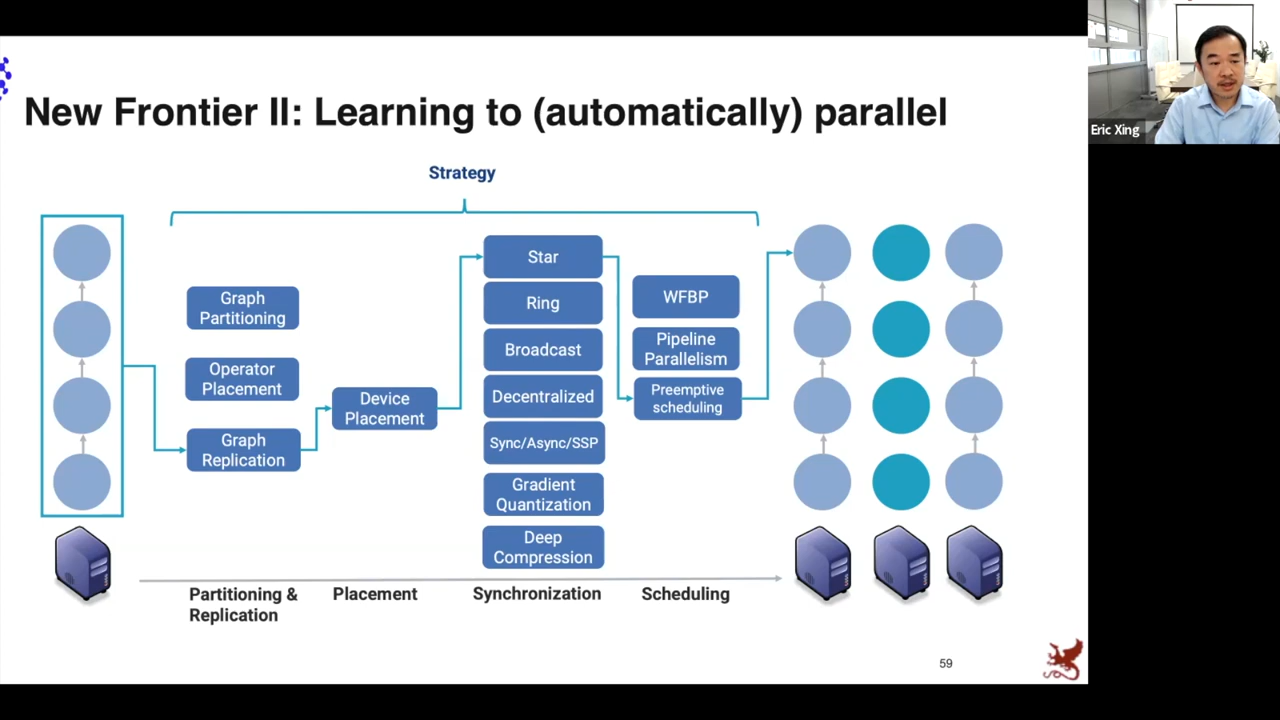 New Frontier II: Learning to (automatically) parallel
Eric Xing
Strategy
Graph
Partitioning
Operator
Placement
Graph
Replication
Device
Placement
Star
Ring
Broadcast
Decentralized
Sync/Async/SSP
Gradient
Quantization
Deep
Compression
WFBP
Pipeline
Parallelism
Preemptive
scheduling
Partitioning &
Replication
Placement
Synchronization
Scheduling
59